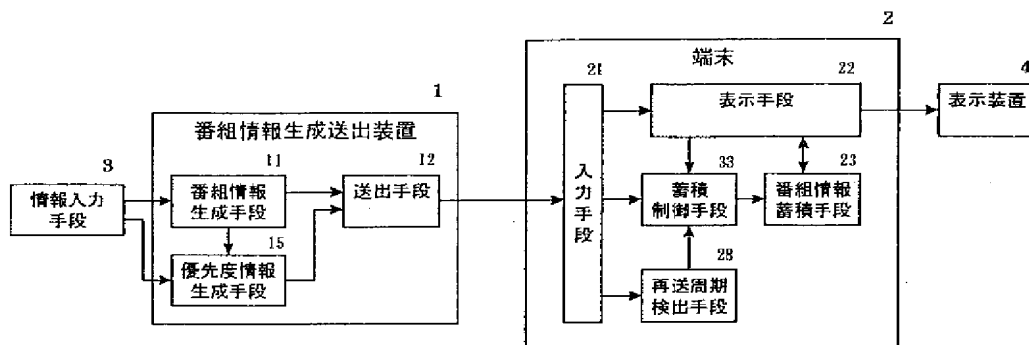 1
番組情報生成送出装置
3
情報入力
手段
11
番組情報
生成手段
12
送出手段
15
優先度情報
生成手段
2
端末
21
入力手段
22
表示手段
33
蓄積
制御手段
23
番組情報
蓄積手段
28
再送周期
検出手段
4
表示装置